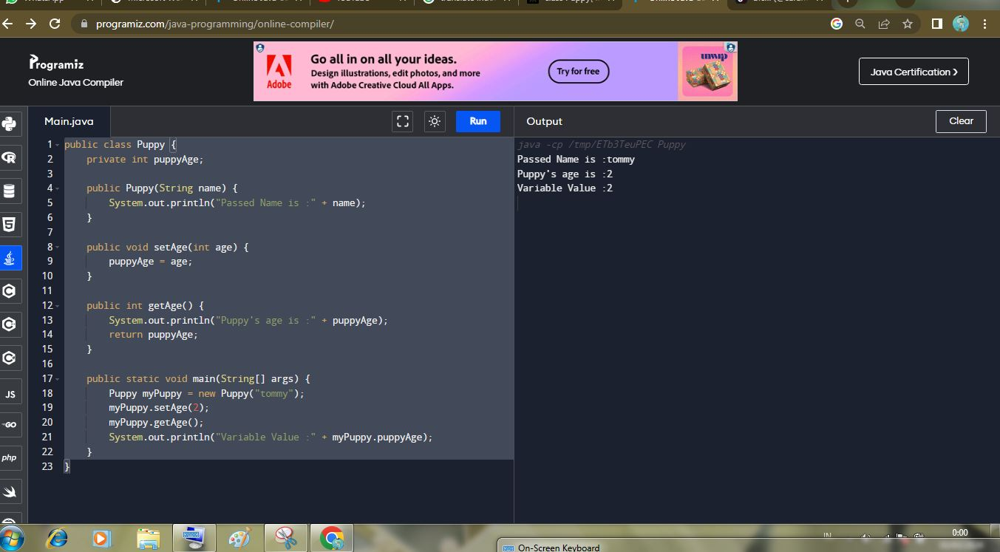 WhatsApp
YouTube
programiz.com/java-programming/online-compiler/
Programiz
Online Java Compiler
Adobe
Go all in on all your ideas.
Design illustrations, edit photos, and more
with Adobe Creative Cloud All Apps.
Try for free
Java Certification
Main.java
Run
Output
Clear
1 public class Puppy {
2 private int puppyAge;
3
4 public Puppy(String name) {
5 System.out.println("Passed Name is :" + name);
6 }
7
8 public void setAge(int age) {
9 puppyAge = age;
10 }
11
12 public int getAge() {
13 System.out.println("Puppy's age is :" + puppyAge);
14 return puppyAge;
15 }
16
17 public static void main(String[] args) {
18 Puppy myPuppy = new Puppy("tommy");
19 myPuppy.setAge(2);
20 myPuppy.getAge();
21 System.out.println("Variable Value :" + myPuppy.puppyAge);
22 }
23 }
java -cp /tmp/ETb3TeuPEC Puppy
Passed Name is :tommy
Puppy's age is :2
Variable Value :2
JS
GO
php
IN
0:00
On-Screen Keyboard